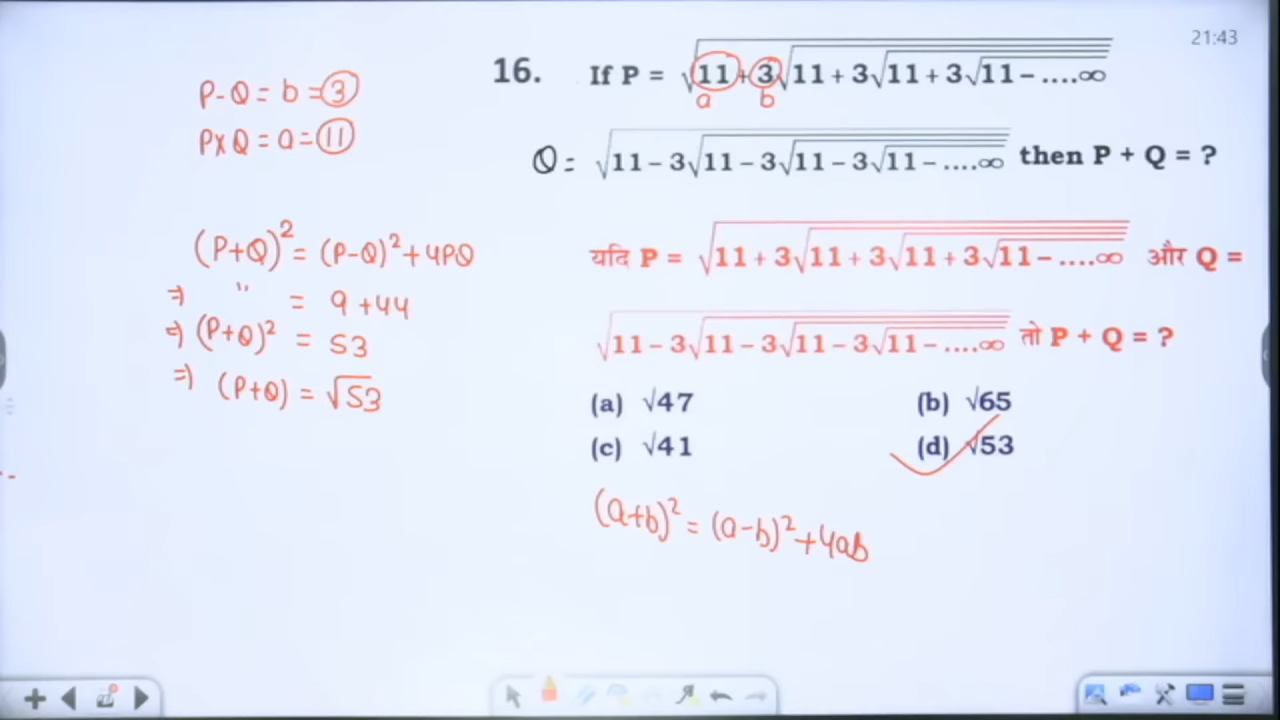 21:43
16. If P = √11 + 3√11 + 3√11 + 3√11 − ....∞
a b
Q = √11 − 3√11 − 3√11 − 3√11 − ....∞ then P + Q = ?
यदि P = √11 + 3√11 + 3√11 + 3√11 − ....∞ और Q =
√11 − 3√11 − 3√11 − 3√11 − ....∞ तो P + Q = ?
(a) √47 (b) √65
(c) √41 (d) √53
(a+b)² = (a−b)² + 4ab
P−Q = b = 3
P×Q = a = 11
(P+Q)² = (P−Q)² + 4PQ
⇒ " = 9 + 44
⇒ (P+Q)² = 53
⇒ (P+Q) = √53